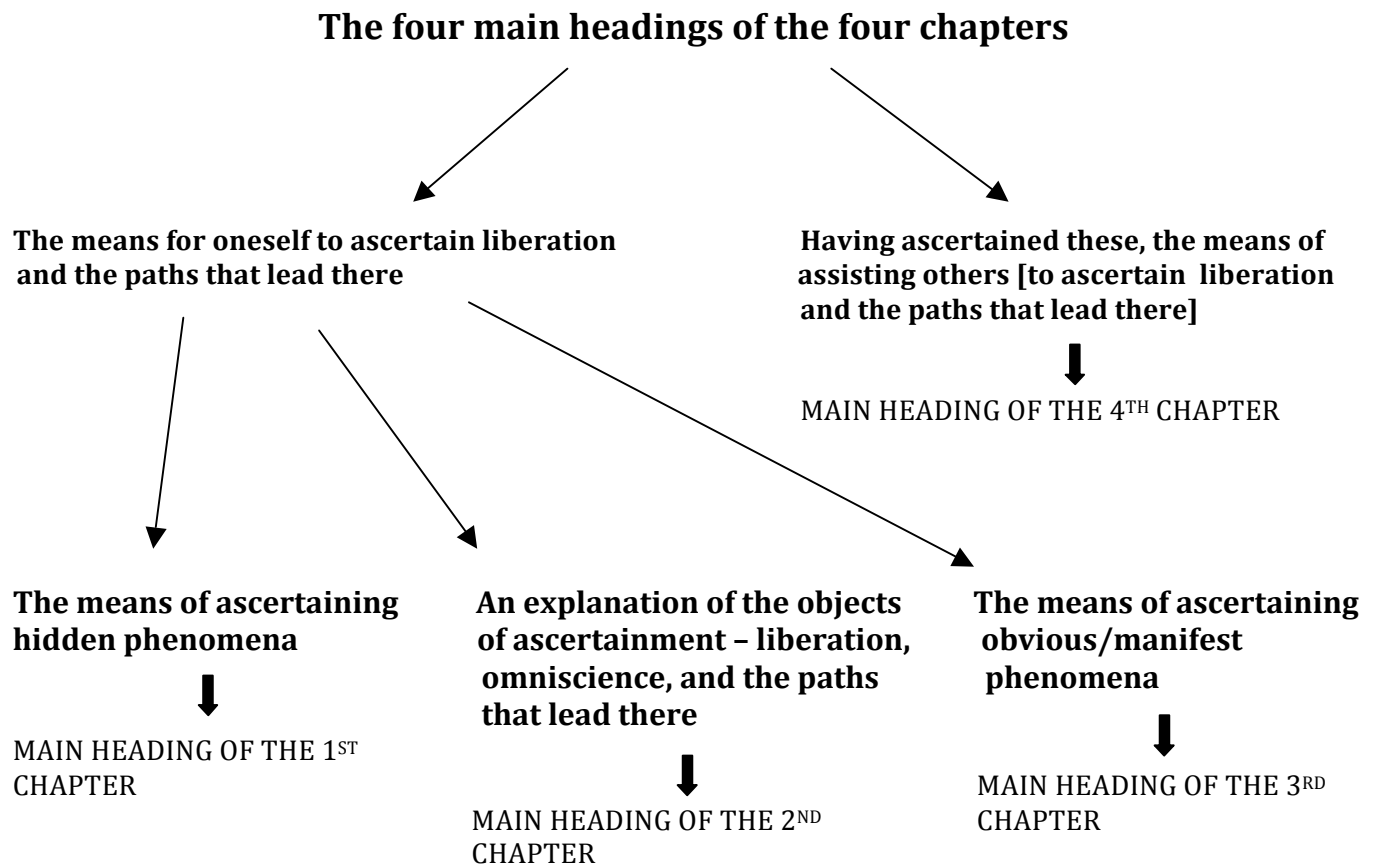 The four main headings of the four chapters
The means for oneself to ascertain liberation
and the paths that lead there
Having ascertained these, the means of
assisting others [to ascertain liberation
and the paths that lead there]
MAIN HEADING OF THE 4TH CHAPTER
The means of ascertaining
hidden phenomena
MAIN HEADING OF THE 1ST
CHAPTER
An explanation of the objects
of ascertainment – liberation,
omniscience, and the paths
that lead there
MAIN HEADING OF THE 2ND
CHAPTER
The means of ascertaining
obvious/manifest
phenomena
MAIN HEADING OF THE 3RD
CHAPTER